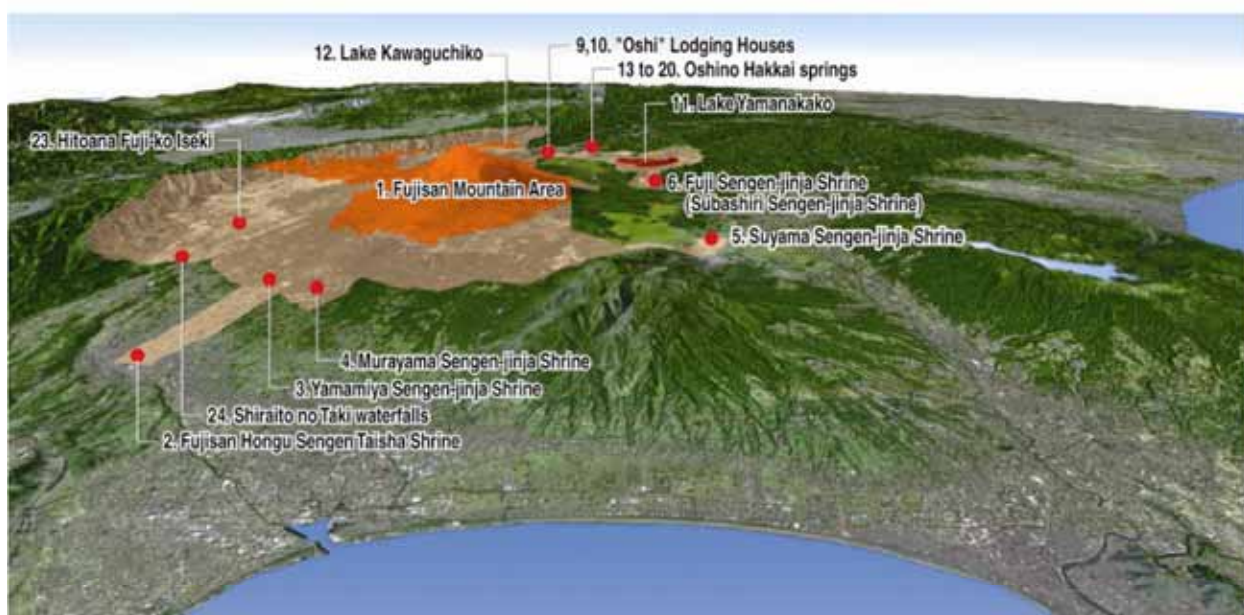 12. Lake Kawaguchiko
9,10. "Oshi" Lodging Houses
13 to 20. Oshino Hakkai springs
11. Lake Yamanakako
23. Hitoana Fuji-ko Iseki
1. Fujisan Mountain Area
6. Fuji Sengen-jinja Shrine
(Subashiri Sengen-jinja Shrine)
5. Suyama Sengen-jinja Shrine
4. Murayama Sengen-jinja Shrine
3. Yamamiya Sengen-jinja Shrine
24. Shiraito no Taki waterfalls
2. Fujisan Hongu Sengen Taisha Shrine